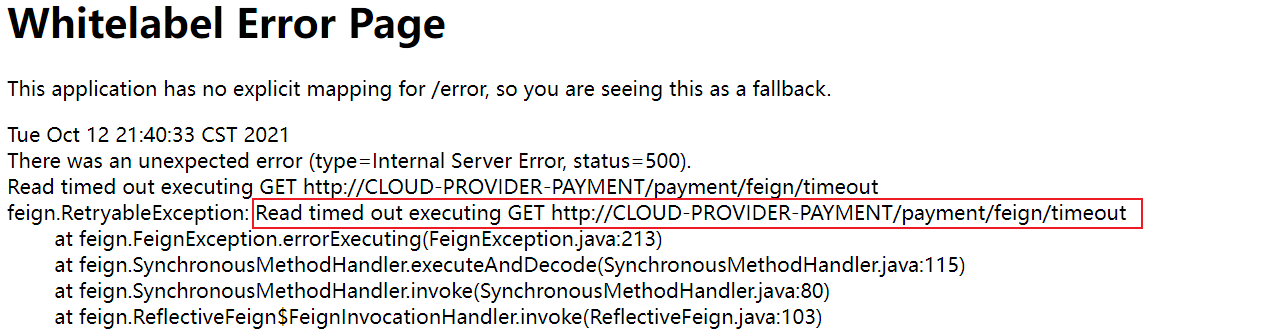 Whitelabel Error Page
This application has no explicit mapping for /error, so you are seeing this as a fallback.
Tue Oct 12 21:40:33 CST 2021
There was an unexpected error (type=Internal Server Error, status=500).
Read timed out executing GET http://CLOUD-PROVIDER-PAYMENT/payment/feign/timeout
feign.RetryableException: Read timed out executing GET http://CLOUD-PROVIDER-PAYMENT/payment/feign/timeout
at feign.FeignException.errorExecuting(FeignException.java:213)
at feign.SynchronousMethodHandler.executeAndDecode(SynchronousMethodHandler.java:115)
at feign.SynchronousMethodHandler.invoke(SynchronousMethodHandler.java:80)
at feign.ReflectiveFeign$FeignInvocationHandler.invoke(ReflectiveFeign.java:103)